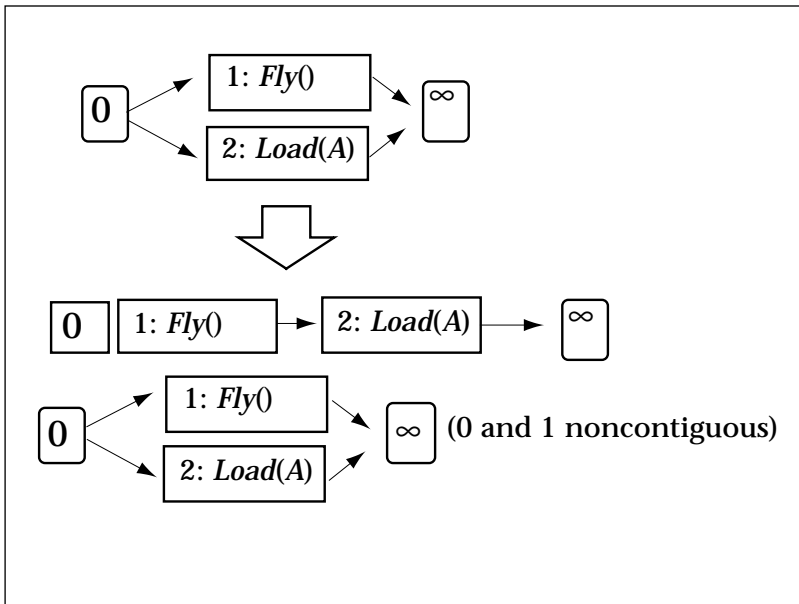 1: Fly()
0
∞
2: Load(A)
0 1: Fly() 2: Load(A) ∞
1: Fly()
0
∞ (0 and 1 noncontiguous)
2: Load(A)